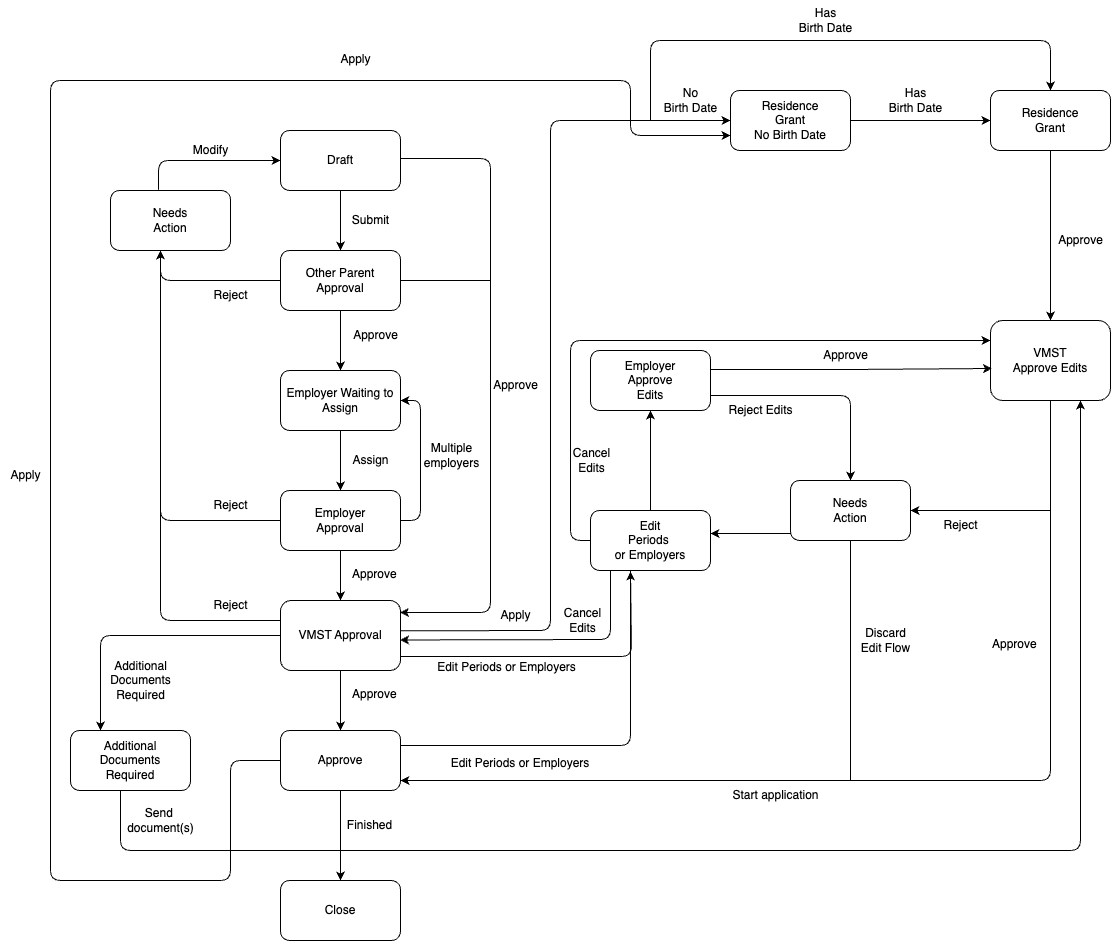 Has
Birth Date
Apply
No
Birth Date
Has
Birth Date
Residence
Grant
No Birth Date
Residence
Grant
Modify
Draft
Needs
Action
Submit
Approve
Other Parent
Approval
Reject
Approve
VMST
Approve Edits
Approve
Employer
Approve
Edits
Employer Waiting to
Assign
Approve
Reject Edits
Multiple
employers
Assign
Cancel
Edits
Apply
Reject
Employer
Approval
Needs
Action
Edit
Periods
or Employers
Reject
Approve
Reject
Apply
Cancel
Edits
VMST Approval
Discard
Edit Flow
Approve
Edit Periods or Employers
Additional
Documents
Required
Approve
Additional
Documents
Required
Approve
Edit Periods or Employers
Start application
Send
document(s)
Finished
Close